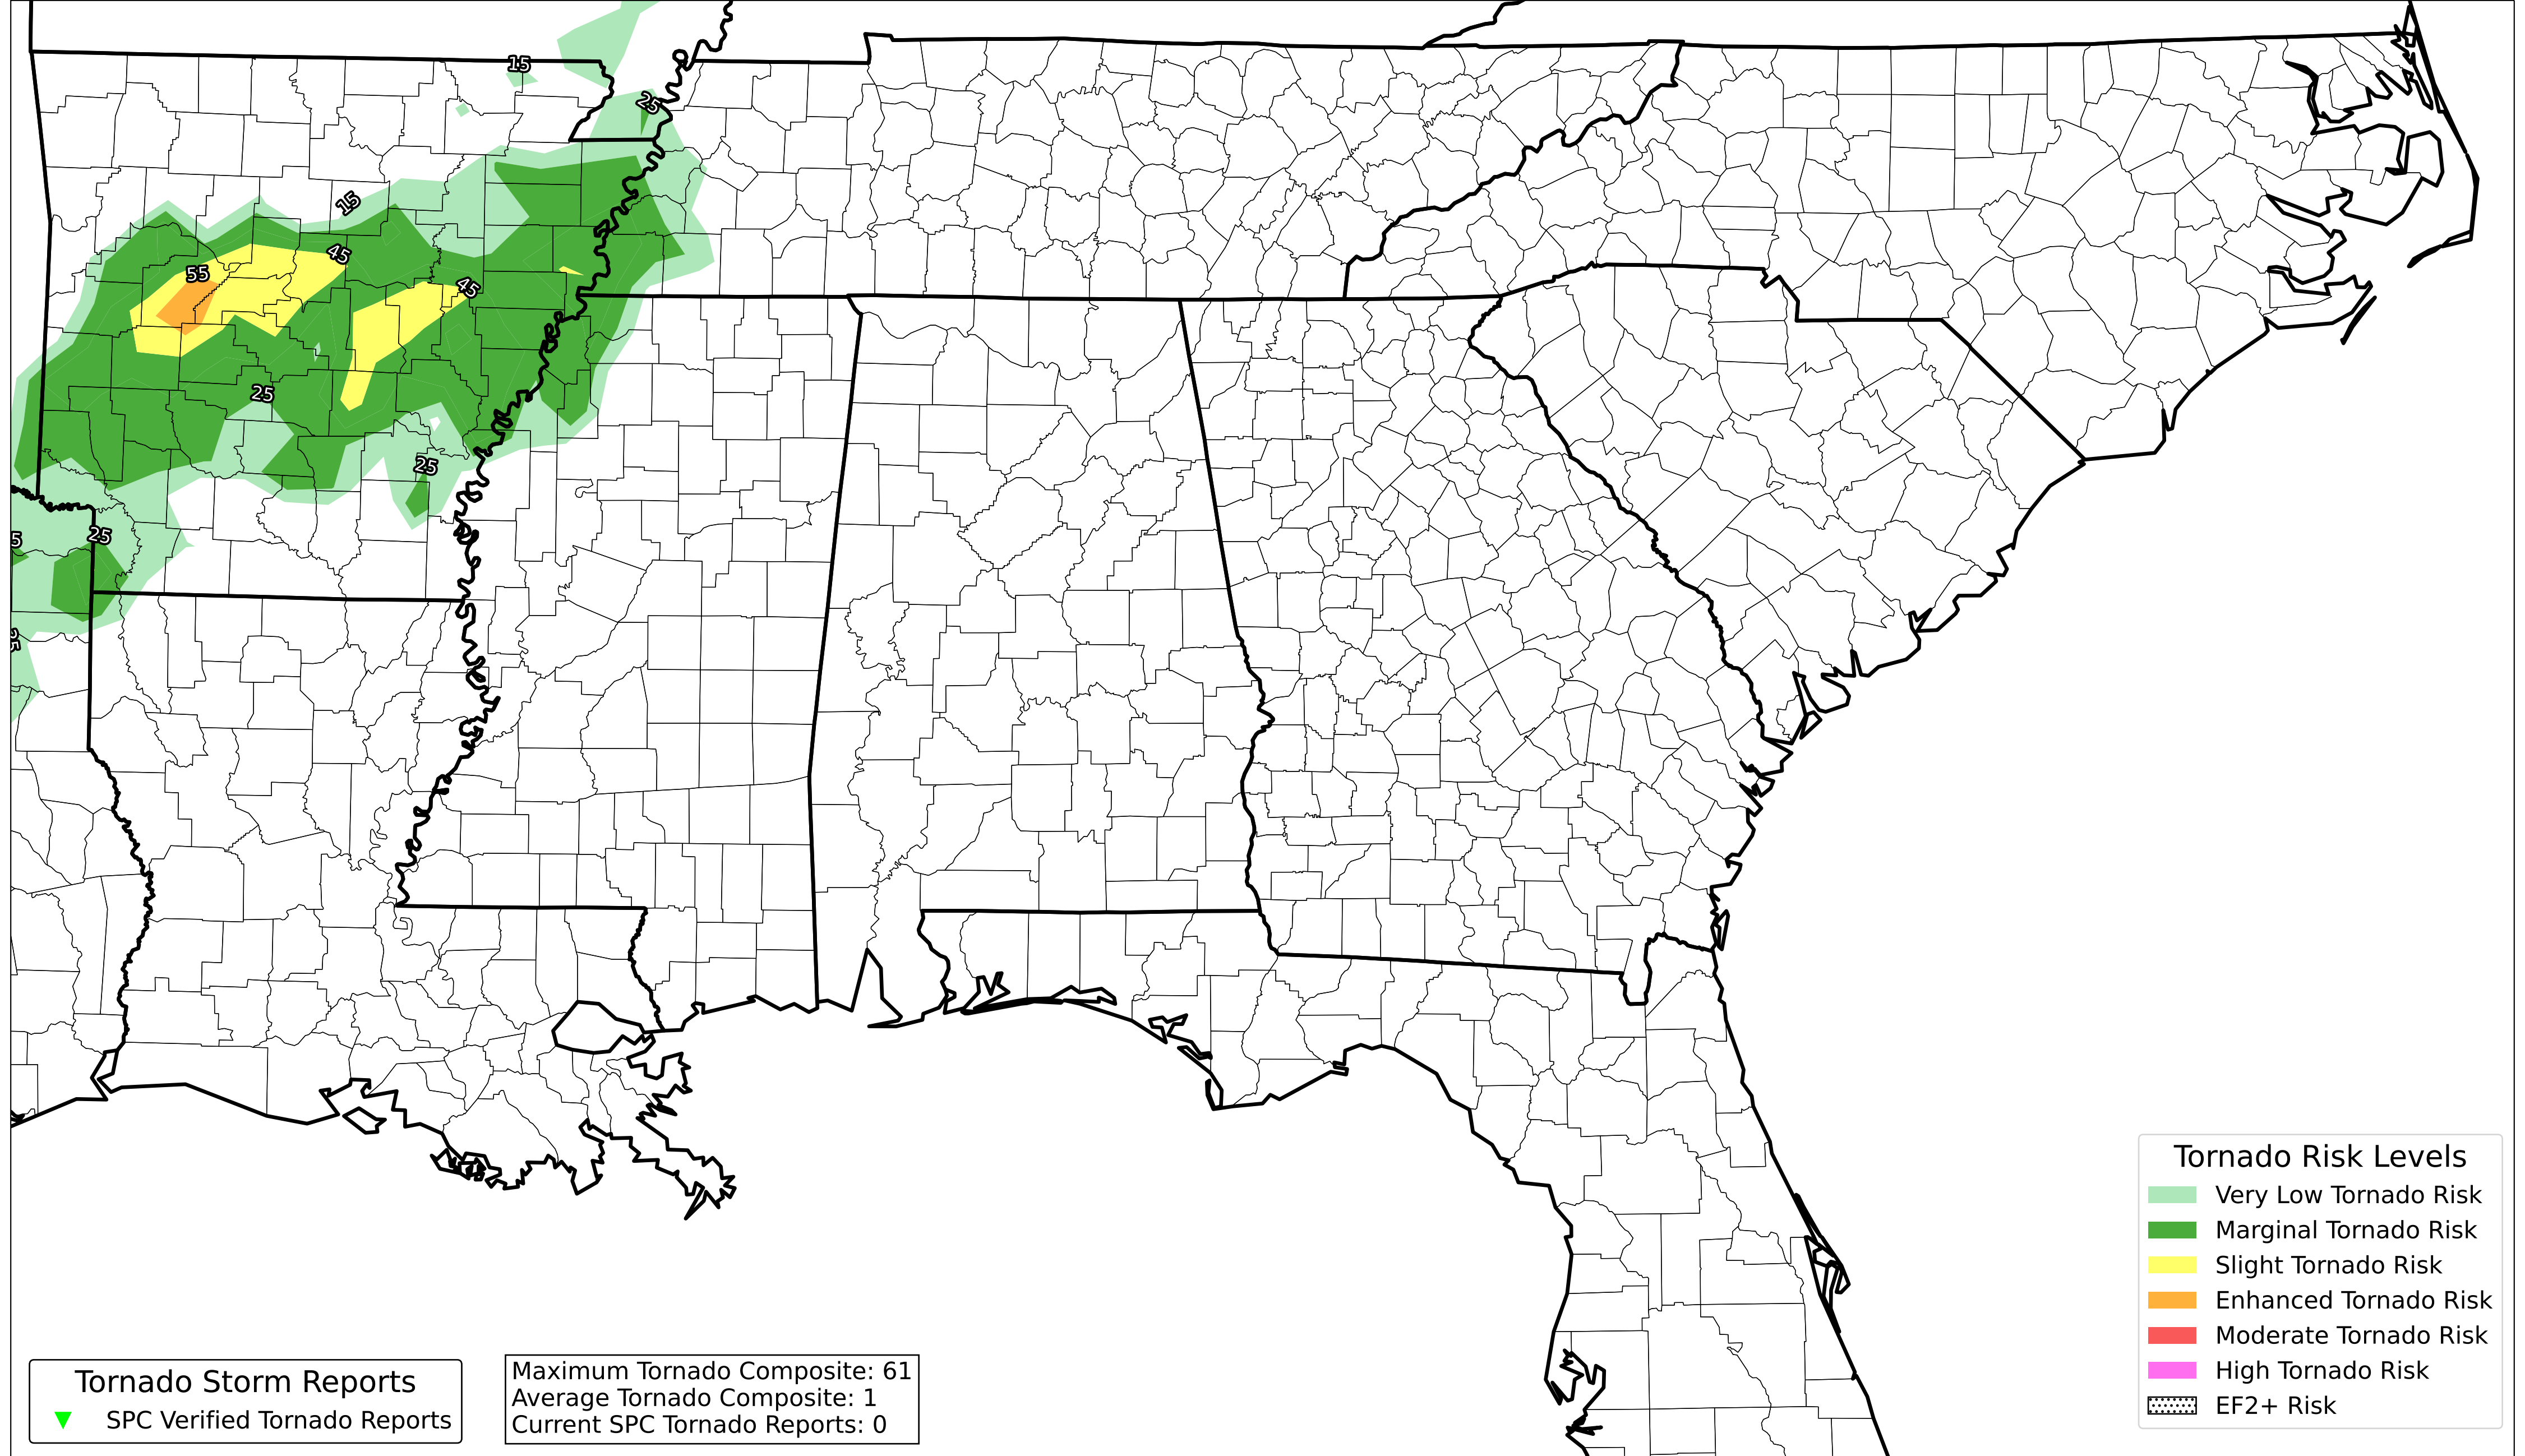 15
25
15
45
55
45
25
25
25
5
Tornado Risk Levels
Very Low Tornado Risk
Marginal Tornado Risk
Slight Tornado Risk
Enhanced Tornado Risk
Moderate Tornado Risk
High Tornado Risk
EF2+ Risk
Tornado Storm Reports
SPC Verified Tornado Reports
Maximum Tornado Composite: 61
Average Tornado Composite: 1
Current SPC Tornado Reports: 0